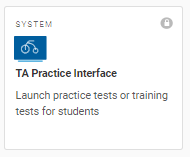 SYSTEM
TA Practice Interface
Launch practice tests or training
tests for students